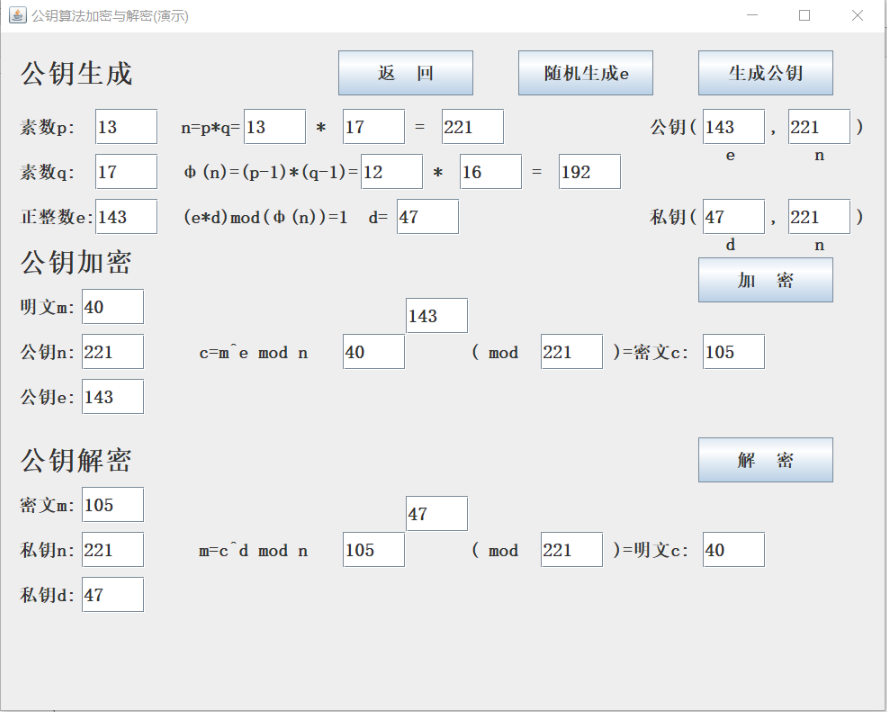 公钥算法加密与解密(演示)
公钥生成 返 回 随机生成e 生成公钥
素数p: 13 n=p*q= 13 * 17 = 221 公钥( 143 , 221 )
e n
素数q: 17 φ(n)=(p-1)*(q-1)= 12 * 16 = 192
正整数e: 143 (e*d)mod(φ(n))=1 d= 47 私钥( 47 , 221 )
d n
公钥加密 加 密
明文m: 40
143
公钥n: 221 c=m^e mod n 40 ( mod 221 )=密文c: 105
公钥e: 143
公钥解密 解 密
密文m: 105
47
私钥n: 221 m=c^d mod n 105 ( mod 221 )=明文c: 40
私钥d: 47